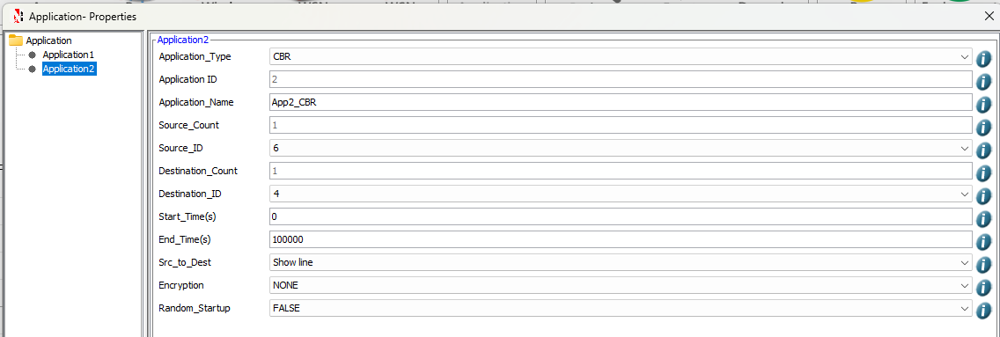 Application- Properties
Application
Application1
Application2
Application2
Application_Type CBR
Application ID 2
Application_Name App2_CBR
Source_Count 1
Source_ID 6
Destination_Count 1
Destination_ID 4
Start_Time(s) 0
End_Time(s) 100000
Src_to_Dest Show line
Encryption NONE
Random_Startup FALSE